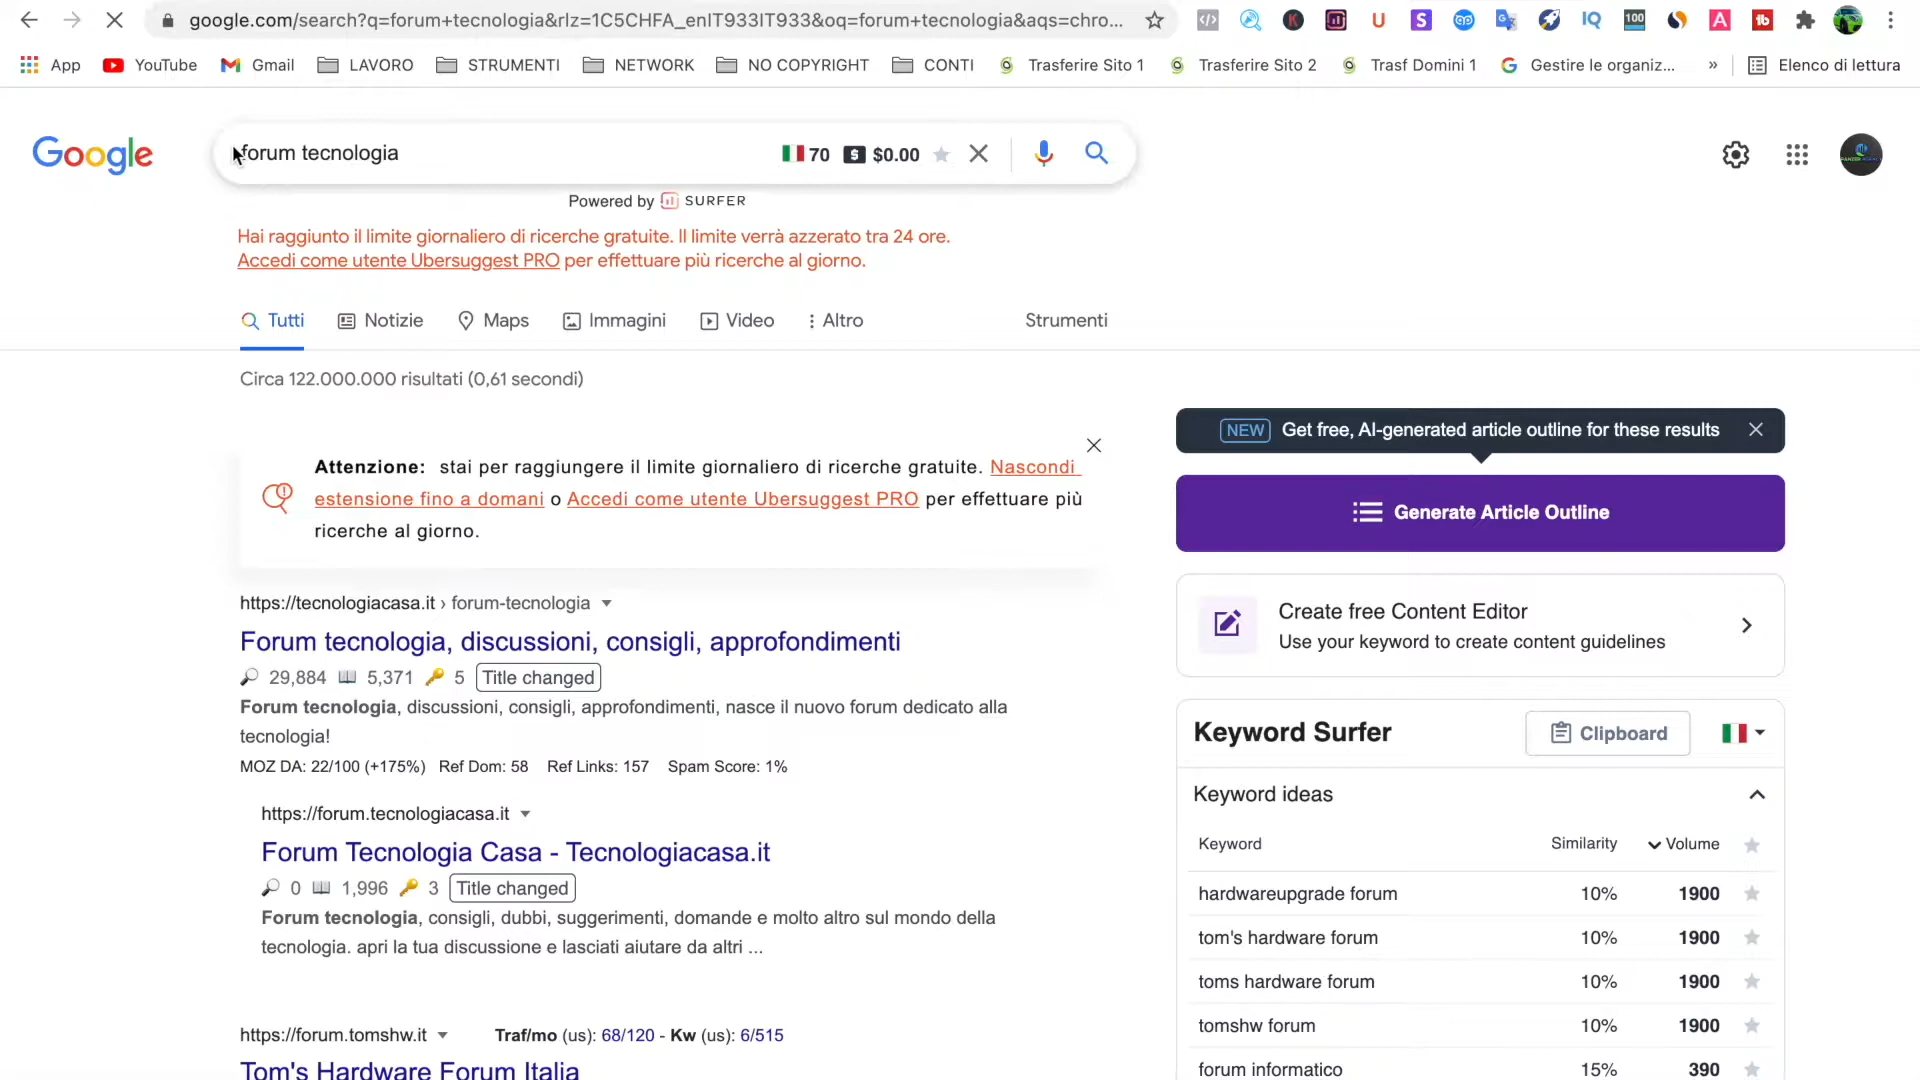 google.com/search?q=forum+tecnologia&rlz=1C5CHFA_enIT933IT933&oq=forum+tecnologia&aqs=chro...
App YouTube Gmail LAVORO STRUMENTI NETWORK NO COPYRIGHT CONTI Trasferire Sito 1 Trasferire Sito 2 Trasf Domini 1 Gestire le organiz... » Elenco di lettura
Google
forum tecnologia 70 $0.00
Powered by SURFER
Hai raggiunto il limite giornaliero di ricerche gratuite. Il limite verrà azzerato tra 24 ore.
Accedi come utente Ubersuggest PRO per effettuare più ricerche al giorno.
Tutti Notizie Maps Immagini Video Altro Strumenti
Circa 122.000.000 risultati (0,61 secondi)
Attenzione: stai per raggiungere il limite giornaliero di ricerche gratuite. Nascondi
estensione fino a domani o Accedi come utente Ubersuggest PRO per effettuare più
ricerche al giorno.
https://tecnologiacasa.it › forum-tecnologia
Forum tecnologia, discussioni, consigli, approfondimenti
29,884 5,371 5 Title changed
Forum tecnologia, discussioni, consigli, approfondimenti, nasce il nuovo forum dedicato alla
tecnologia!
MOZ DA: 22/100 (+175%) Ref Dom: 58 Ref Links: 157 Spam Score: 1%
https://forum.tecnologiacasa.it
Forum Tecnologia Casa - Tecnologiacasa.it
0 1,996 3 Title changed
Forum tecnologia, consigli, dubbi, suggerimenti, domande e molto altro sul mondo della
tecnologia. apri la tua discussione e lasciati aiutare da altri ...
https://forum.tomshw.it Traf/mo (us): 68/120 - Kw (us): 6/515
Tom's Hardware Forum Italia
NEW Get free, AI-generated article outline for these results
Generate Article Outline
Create free Content Editor
Use your keyword to create content guidelines
Keyword Surfer Clipboard
Keyword ideas
Keyword Similarity Volume
hardwareupgrade forum 10% 1900
tom's hardware forum 10% 1900
toms hardware forum 10% 1900
tomshw forum 10% 1900
forum informatico 15% 390